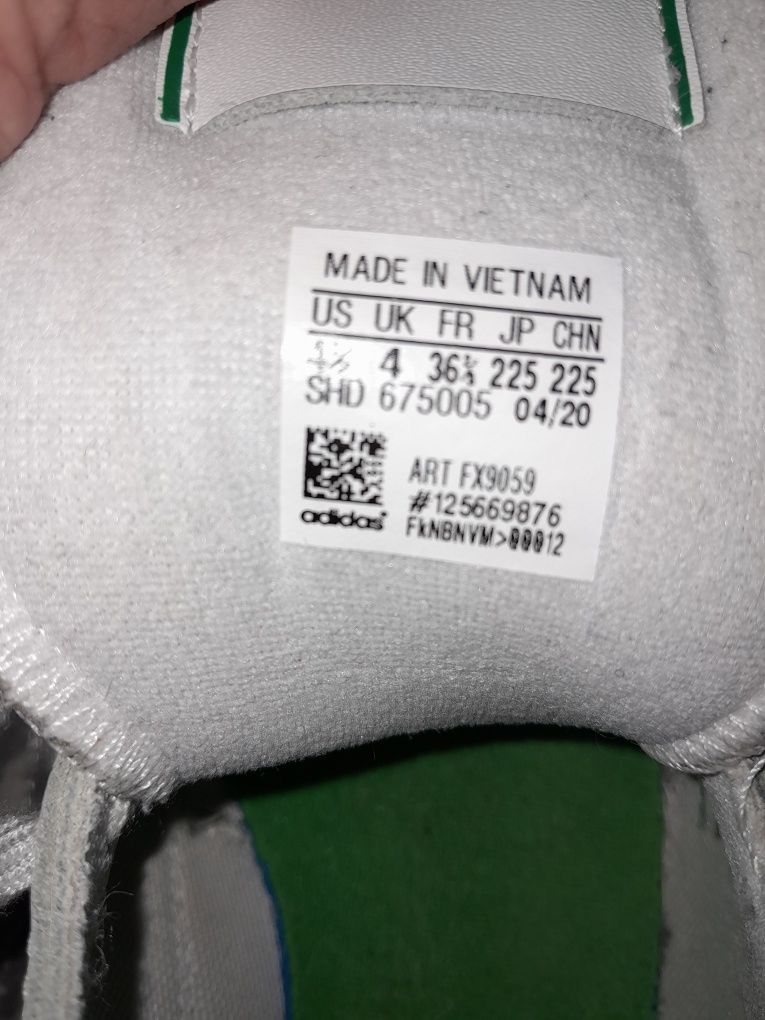 MADE IN VIETNAM
US UK FR JP CHN
4 36⅔ 225 225
SHD 675005 04/20
ART FX9059
#125669876
adidas
FkNBNVM>00012